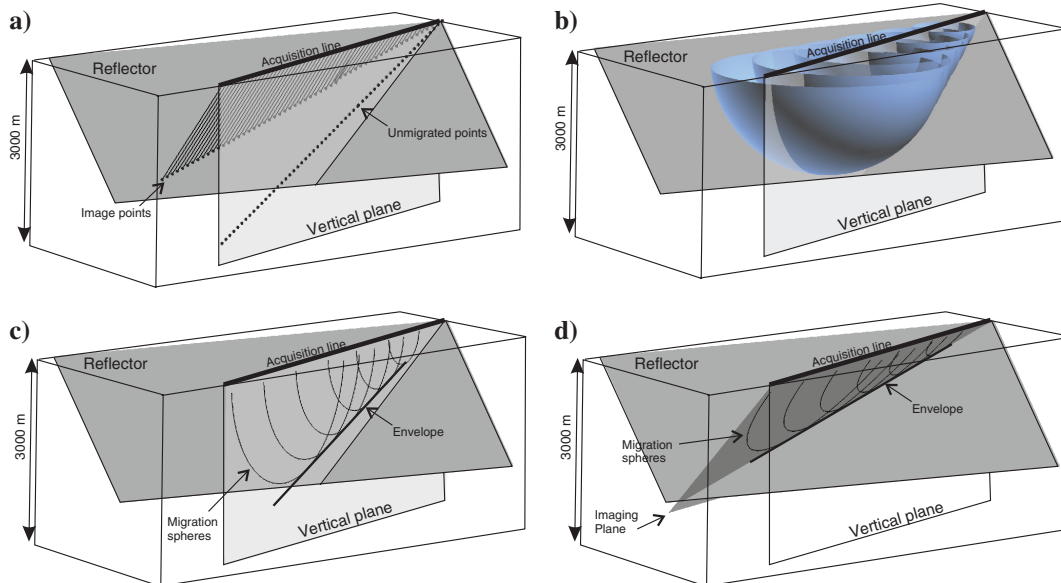 a)
Acquisition line
Reflector
3000 m
Unmigrated points
Image points
Vertical plane
b)
Acquisition line
Reflector
3000 m
Vertical plane
c)
Acquisition line
Reflector
3000 m
Envelope
Migration
spheres
Vertical plane
d)
Acquisition line
Reflector
3000 m
Envelope
Migration
spheres
Imaging
Plane
Vertical plane